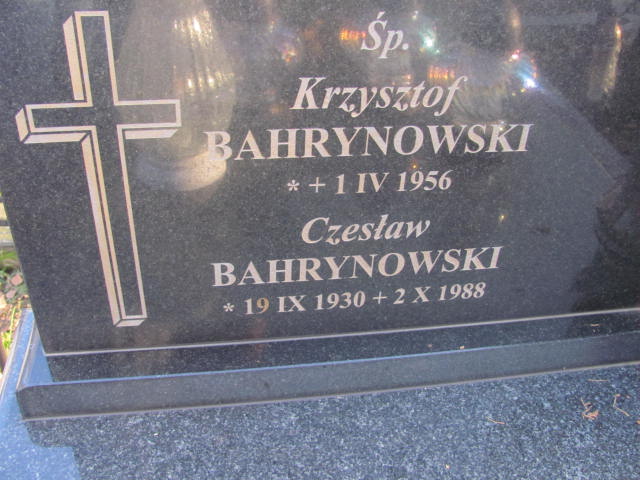 Śp.
Krzysztof
BAHRYNOWSKI
* + 1 IV 1956
Czesław
BAHRYNOWSKI
* 19 IX 1930 + 2 X 1988